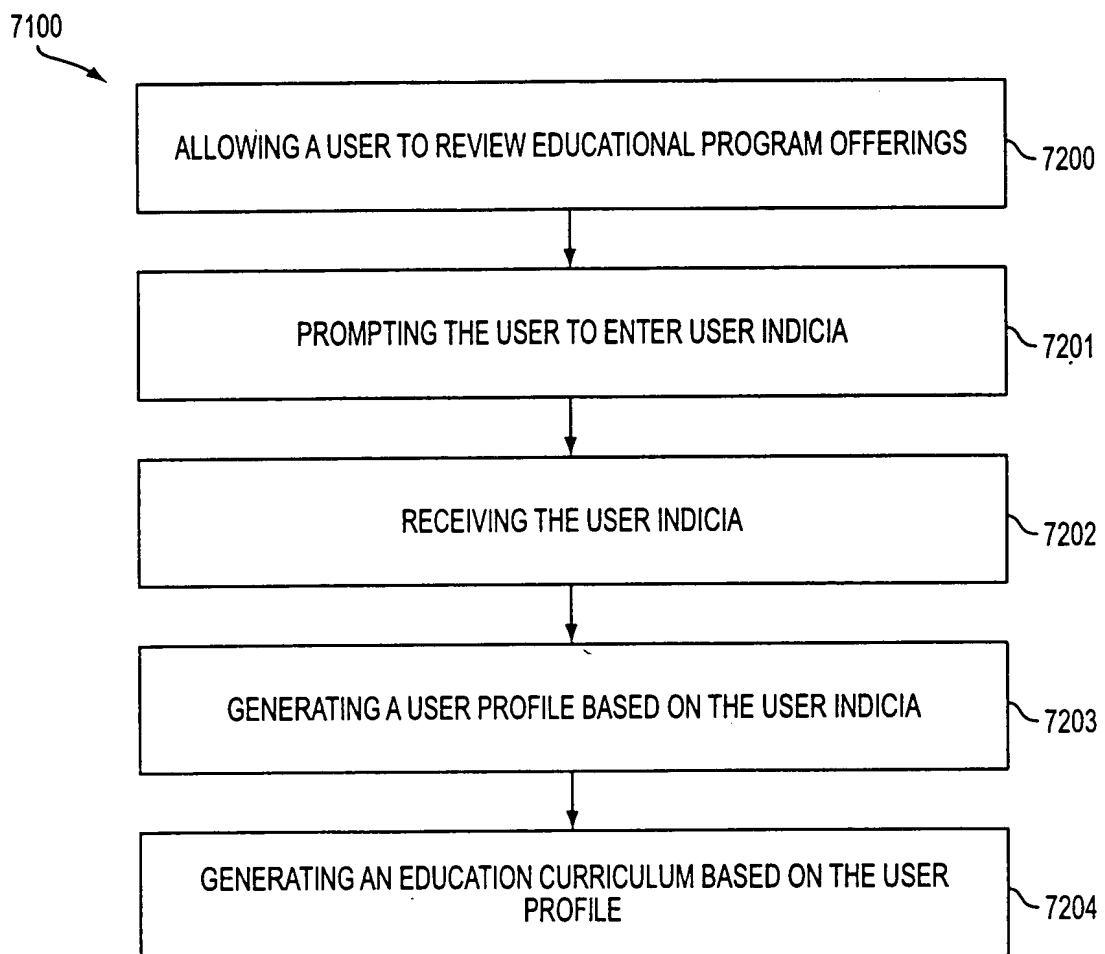 7100
ALLOWING A USER TO REVIEW EDUCATIONAL PROGRAM OFFERINGS
7200
PROMPTING THE USER TO ENTER USER INDICIA
7201
RECEIVING THE USER INDICIA
7202
GENERATING A USER PROFILE BASED ON THE USER INDICIA
7203
GENERATING AN EDUCATION CURRICULUM BASED ON THE USER
PROFILE
7204